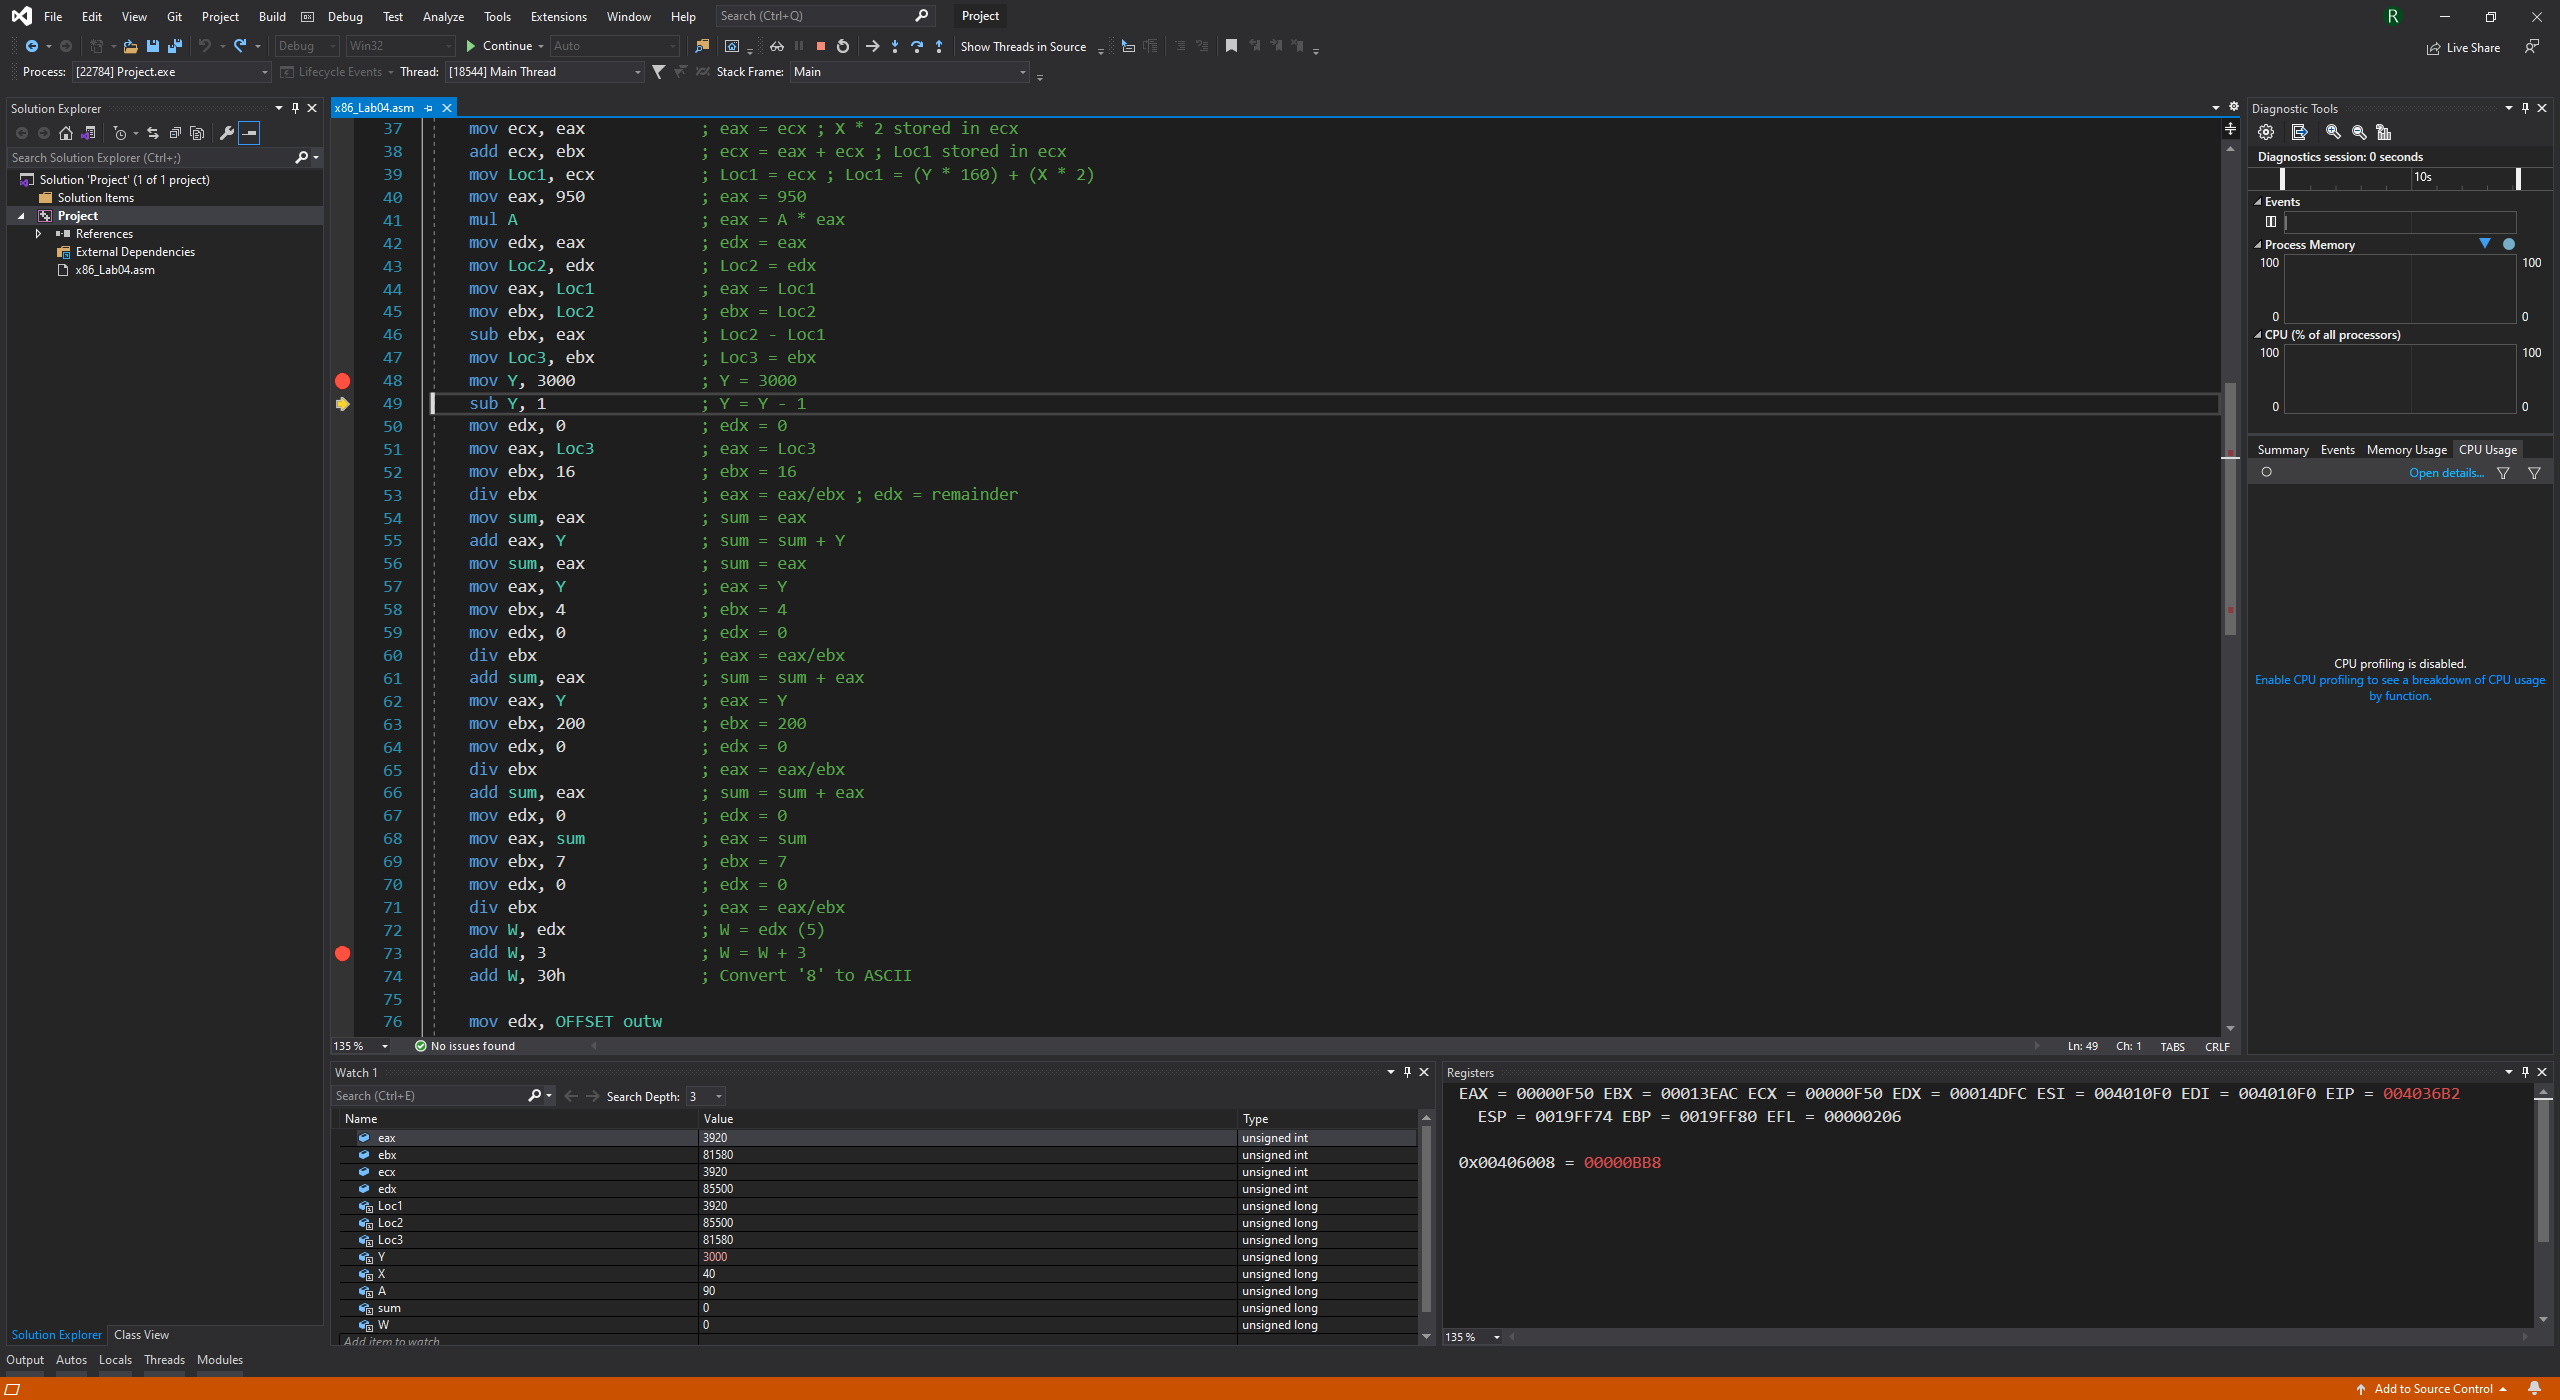 File Edit View Git Project Build Debug Test Analyze Tools Extensions Window Help Search (Ctrl+Q) Project R
Debug Win32 Continue Auto Show Threads in Source Live Share
Process: [22784] Project.exe Lifecycle Events Thread: [18544] Main Thread Stack Frame: Main
Solution Explorer
Search Solution Explorer (Ctrl+;)
Solution 'Project' (1 of 1 project)
Solution Items
Project
References
External Dependencies
x86_Lab04.asm
Solution Explorer Class View
x86_Lab04.asm
37 mov ecx, eax ; eax = ecx ; X * 2 stored in ecx
38 add ecx, ebx ; ecx = eax + ecx ; Loc1 stored in ecx
39 mov Loc1, ecx ; Loc1 = ecx ; Loc1 = (Y * 160) + (X * 2)
40 mov eax, 950 ; eax = 950
41 mul A ; eax = A * eax
42 mov edx, eax ; edx = eax
43 mov Loc2, edx ; Loc2 = edx
44 mov eax, Loc1 ; eax = Loc1
45 mov ebx, Loc2 ; ebx = Loc2
46 sub ebx, eax ; Loc2 - Loc1
47 mov Loc3, ebx ; Loc3 = ebx
48 mov Y, 3000 ; Y = 3000
49 sub Y, 1 ; Y = Y - 1
50 mov edx, 0 ; edx = 0
51 mov eax, Loc3 ; eax = Loc3
52 mov ebx, 16 ; ebx = 16
53 div ebx ; eax = eax/ebx ; edx = remainder
54 mov sum, eax ; sum = eax
55 add eax, Y ; sum = sum + Y
56 mov sum, eax ; sum = eax
57 mov eax, Y ; eax = Y
58 mov ebx, 4 ; ebx = 4
59 mov edx, 0 ; edx = 0
60 div ebx ; eax = eax/ebx
61 add sum, eax ; sum = sum + eax
62 mov eax, Y ; eax = Y
63 mov ebx, 200 ; ebx = 200
64 mov edx, 0 ; edx = 0
65 div ebx ; eax = eax/ebx
66 add sum, eax ; sum = sum + eax
67 mov edx, 0 ; edx = 0
68 mov eax, sum ; eax = sum
69 mov ebx, 7 ; ebx = 7
70 mov edx, 0 ; edx = 0
71 div ebx ; eax = eax/ebx
72 mov W, edx ; W = edx (5)
73 add W, 3 ; W = W + 3
74 add W, 30h ; Convert '8' to ASCII
75
76 mov edx, OFFSET outw
135 % No issues found Ln: 49 Ch: 1 TABS CRLF
Diagnostic Tools
Diagnostics session: 0 seconds
10s
Events
Process Memory
100 100
0 0
CPU (% of all processors)
100 100
0 0
Summary Events Memory Usage CPU Usage
Open details...
CPU profiling is disabled.
Enable CPU profiling to see a breakdown of CPU usage
by function.
Watch 1
Search (Ctrl+E) Search Depth: 3
Name Value Type
eax 3920 unsigned int
ebx 81580 unsigned int
ecx 3920 unsigned int
edx 85500 unsigned int
Loc1 3920 unsigned long
Loc2 85500 unsigned long
Loc3 81580 unsigned long
Y 3000 unsigned long
X 40 unsigned long
A 90 unsigned long
sum 0 unsigned long
W 0 unsigned long
Add item to watch
Registers
EAX = 00000F50 EBX = 00013EAC ECX = 00000F50 EDX = 00014DFC ESI = 004010F0 EDI = 004010F0 EIP = 004036B2
ESP = 0019FF74 EBP = 0019FF80 EFL = 00000206
0x00406008 = 00000BB8
135 %
Output Autos Locals Threads Modules
Add to Source Control